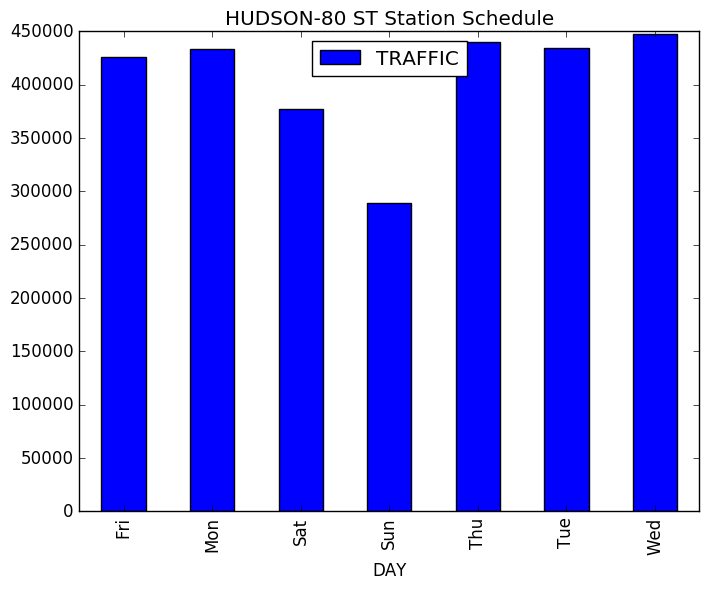 HUDSON-80 ST Station Schedule
TRAFFIC
450000
400000
350000
300000
250000
200000
150000
100000
50000
0
Fri
Mon
Sat
Sun
Thu
Tue
Wed
DAY